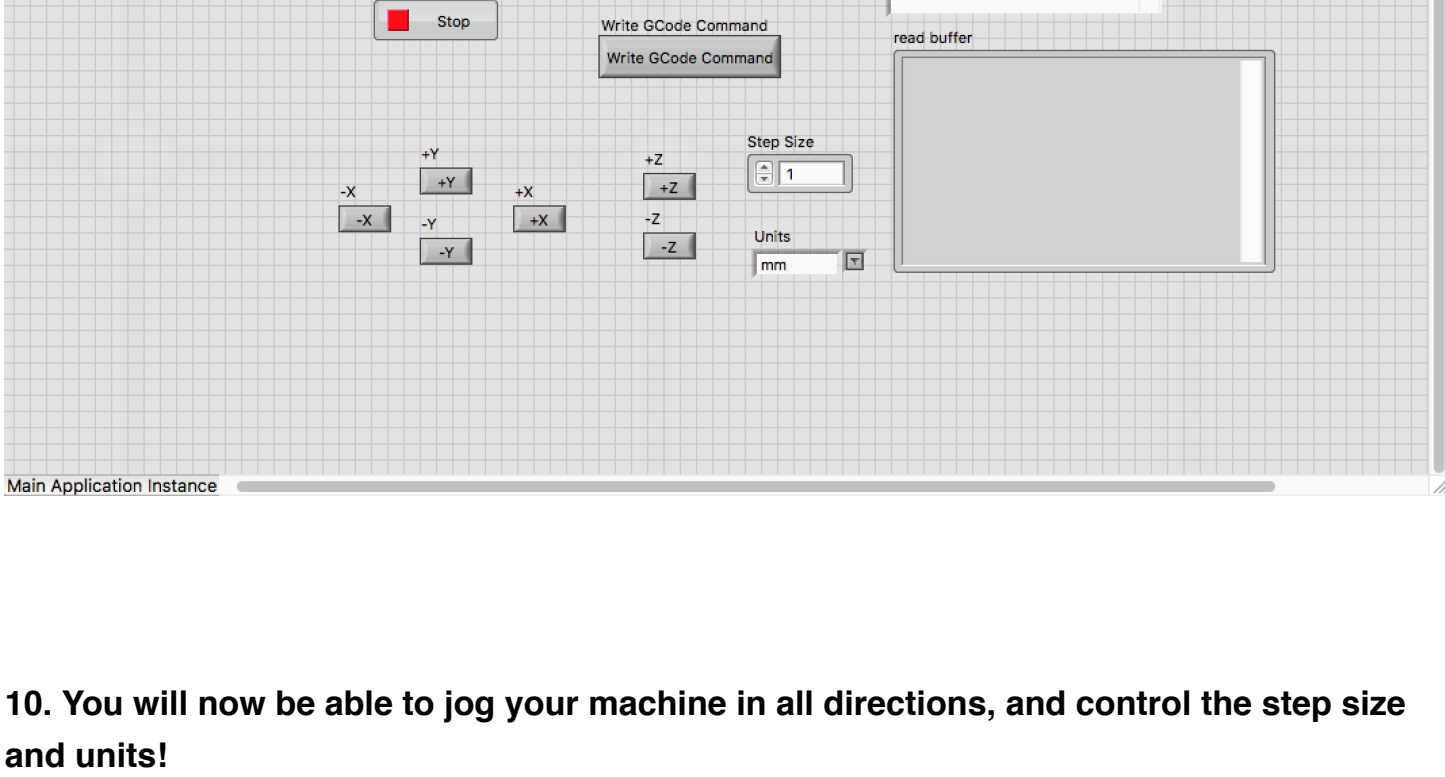 Stop
Write GCode Command
Write GCode Command
read buffer
Step Size
1
+Y
+Y
-X
-X
-Y
-Y
+X
+X
+Z
+Z
-Z
-Z
Units
mm
Main Application Instance
10. You will now be able to jog your machine in all directions, and control the step size
and units!